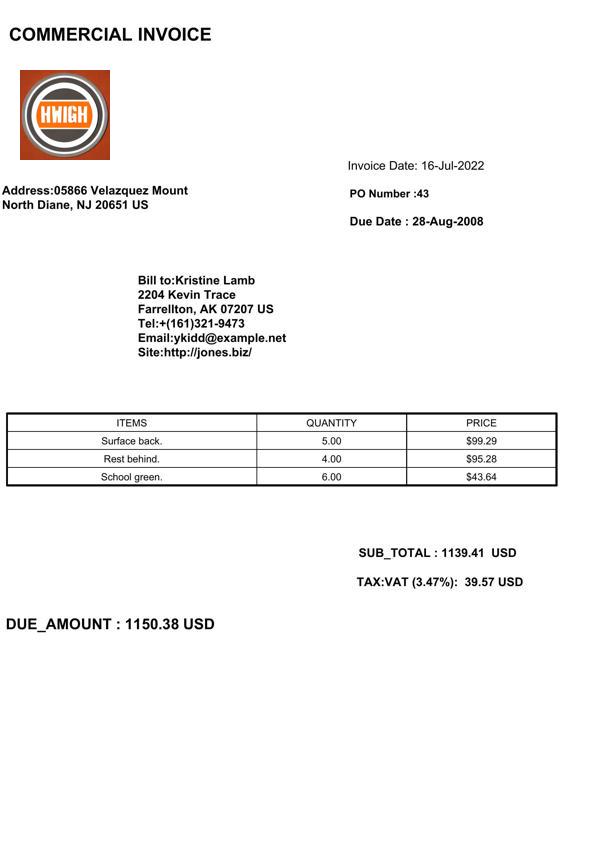 COMMERCIAL INVOICE
HWIGH
Invoice Date: 16-Jul-2022
Address:05866 Velazquez Mount
North Diane, NJ 20651 US
PO Number :43
Due Date : 28-Aug-2008
Bill to:Kristine Lamb
2204 Kevin Trace
Farrellton, AK 07207 US
Tel:+(161)321-9473
Email:ykidd@example.net
Site:http://jones.biz/
ITEMS QUANTITY PRICE
Surface back. 5.00 $99.29
Rest behind. 4.00 $95.28
School green. 6.00 $43.64
SUB_TOTAL : 1139.41 USD
TAX:VAT (3.47%): 39.57 USD
DUE_AMOUNT : 1150.38 USD